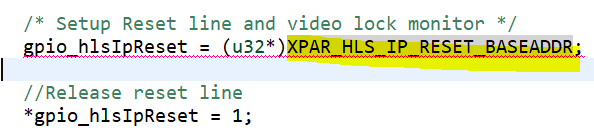 /* Setup Reset line and video lock monitor */
gpio_hlsIpReset = (u32*)XPAR_HLS_IP_RESET_BASEADDR;
//Release reset line
*gpio_hlsIpReset = 1;